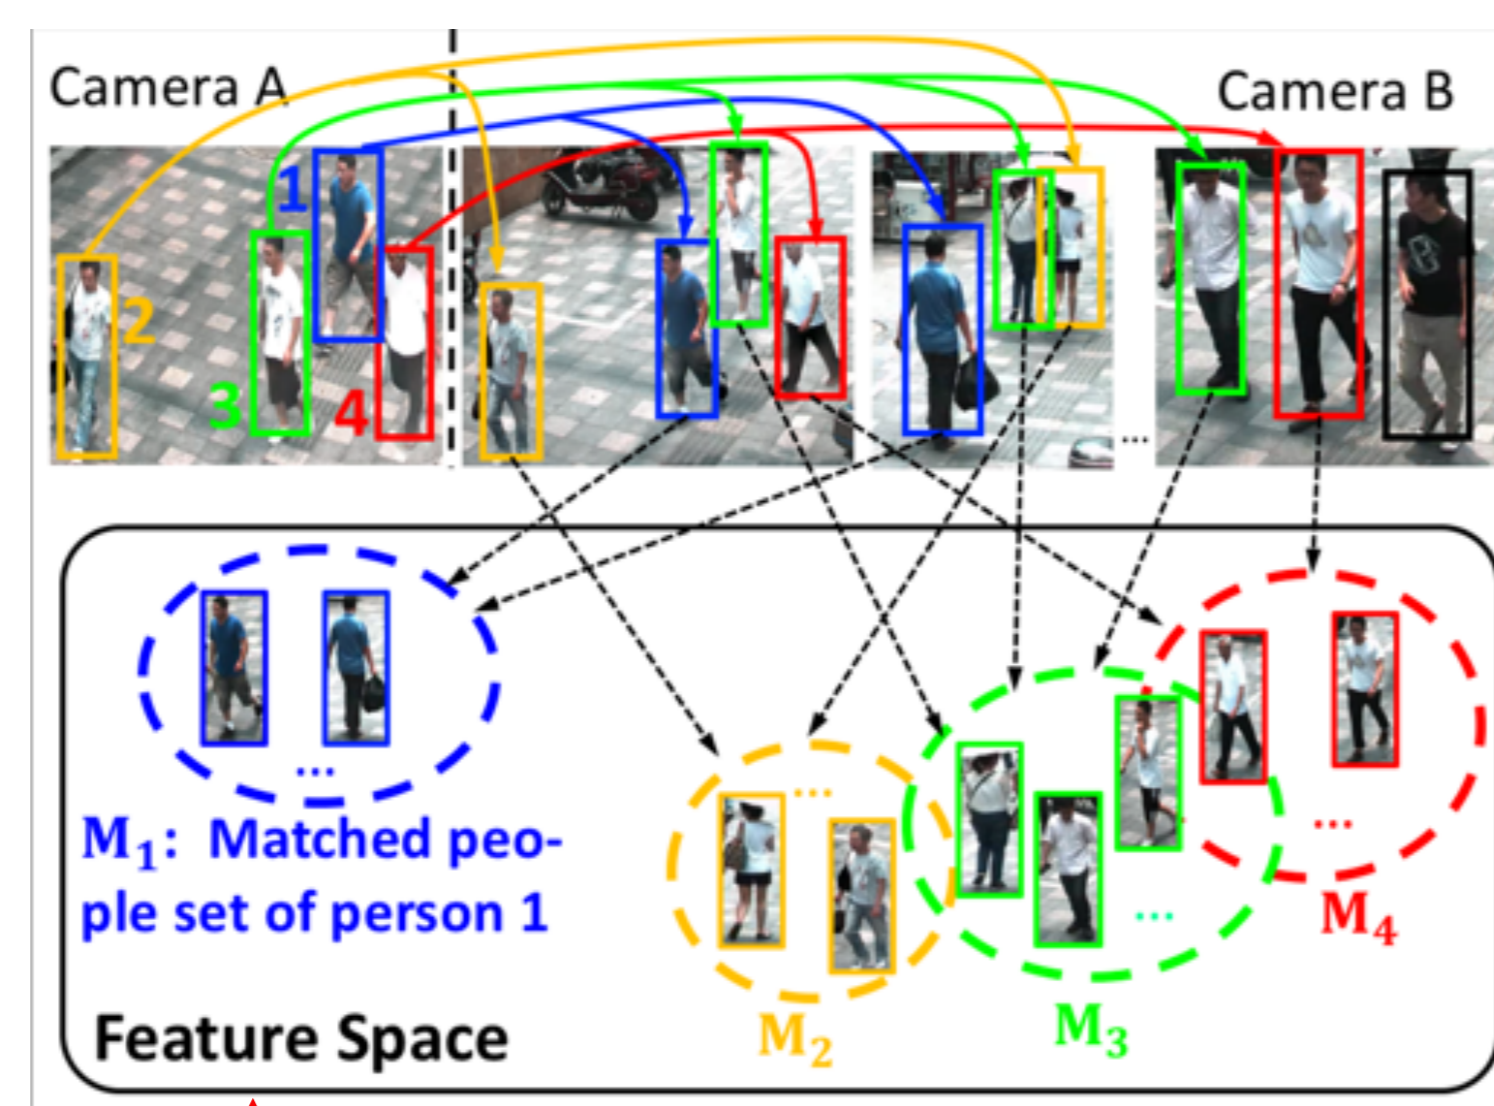 Camera A
Camera B
1
2
3
4
...
...
M₁: Matched peo-
ple set of person 1
...
...
...
M₄
M₂
M₃
Feature Space